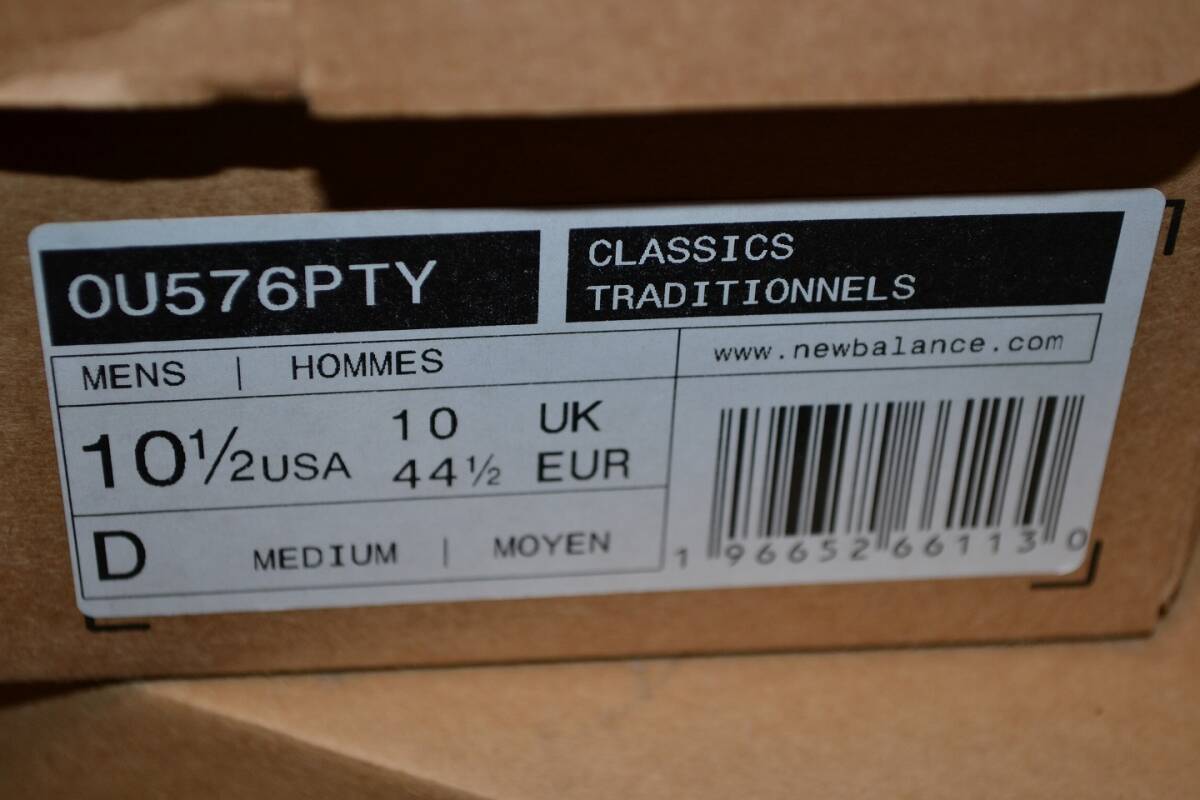 OU576PTY
CLASSICS
TRADITIONNELS
MENS | HOMMES
www.newbalance.com
10½USA
10 UK
44½ EUR
D MEDIUM | MOYEN
1 96652 66113 0